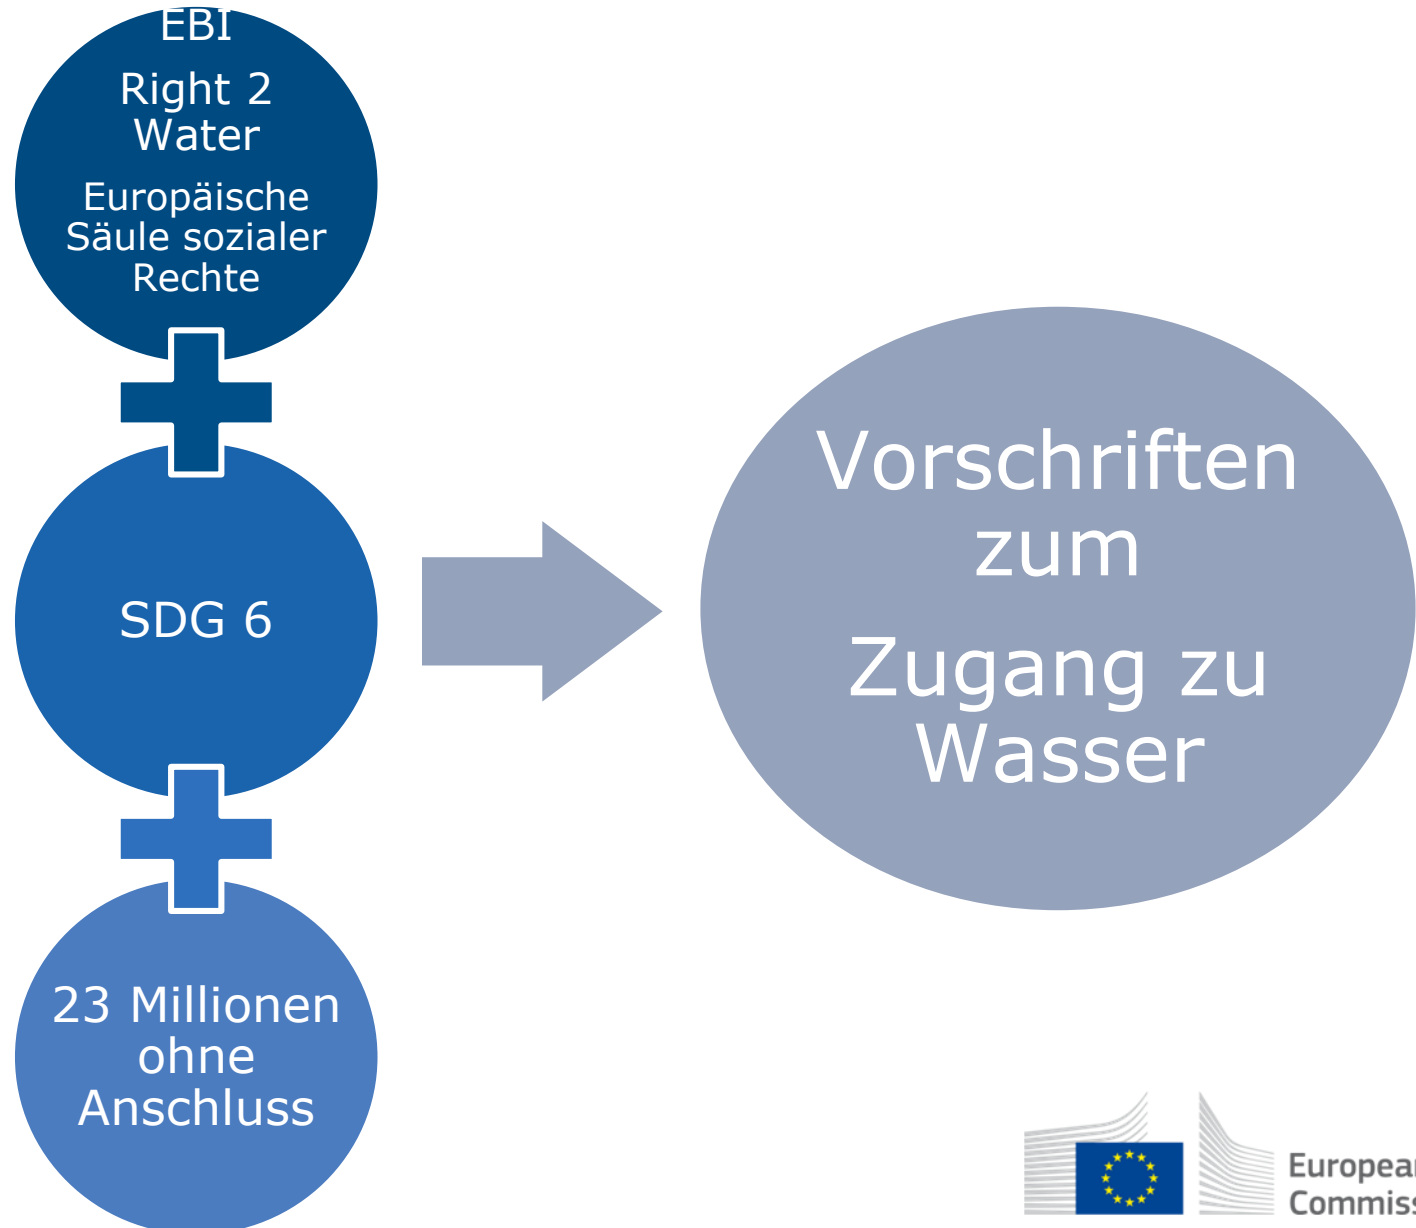 EBI
Right 2
Water
Europäische
Säule sozialer
Rechte
SDG 6
23 Millionen
ohne
Anschluss
Vorschriften
zum
Zugang zu
Wasser